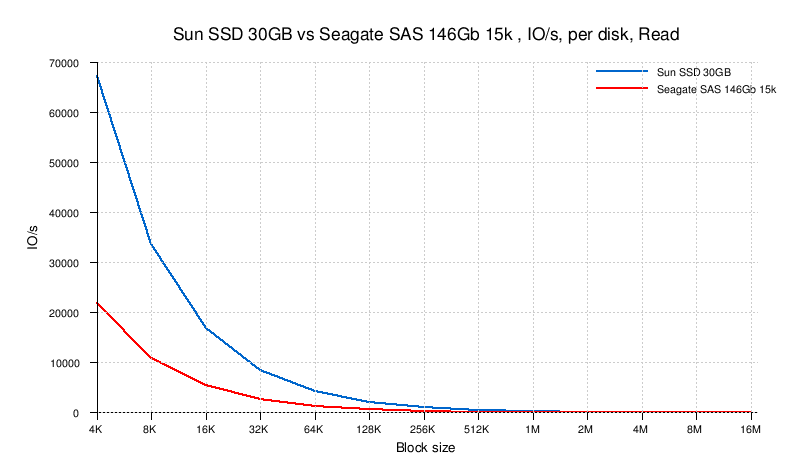 Sun SSD 30GB vs Seagate SAS 146Gb 15k , IO/s, per disk, Read
Sun SSD 30GB
Seagate SAS 146Gb 15k
IO/s
70000
60000
50000
40000
30000
20000
10000
0
4K 8K 16K 32K 64K 128K 256K 512K 1M 2M 4M 8M 16M
Block size